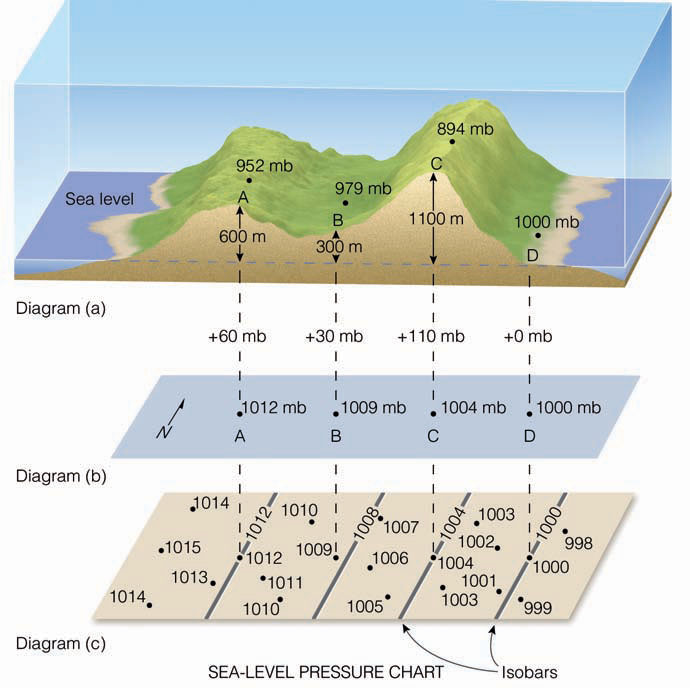 894 mb
952 mb
C
979 mb
A
Sea level
B
1100 m
1000 mb
600 m
300 m
D
Diagram (a)
+60 mb +30 mb +110 mb +0 mb
N
1012 mb 1009 mb 1004 mb 1000 mb
A B C D
Diagram (b)
1014 1010 1012 1008 1007 1004 1003 1000
1015 1012 1009 1006 1004 1002 1000 998
1013 1011 1001
1014 1010 1005 1003 999
Diagram (c)
SEA-LEVEL PRESSURE CHART Isobars